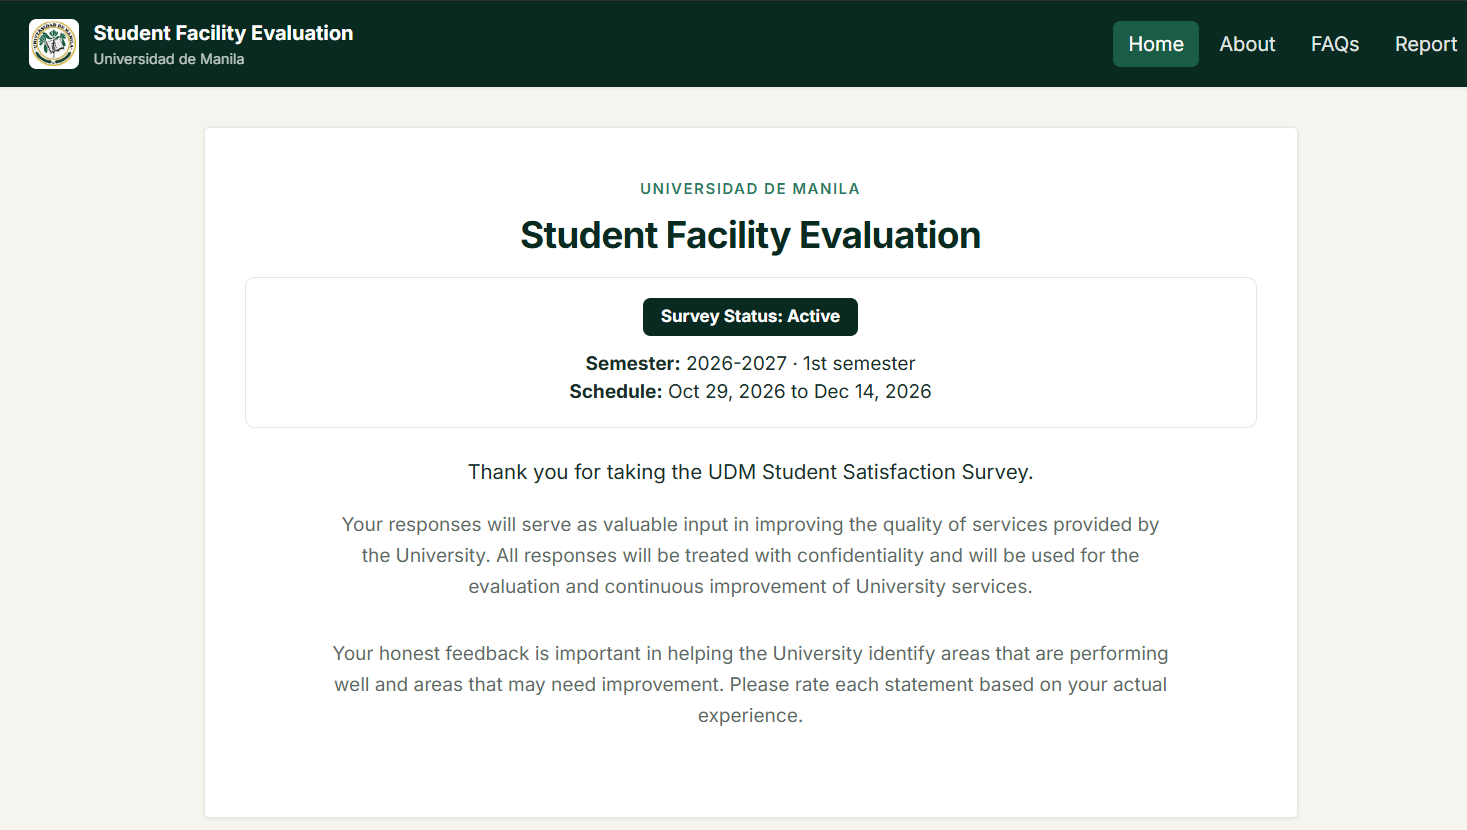 Student Facility Evaluation
Universidad de Manila
Home
About
FAQs
Report
UNIVERSIDAD DE MANILA
Student Facility Evaluation
Survey Status: Active
Semester: 2026-2027 · 1st semester
Schedule: Oct 29, 2026 to Dec 14, 2026
Thank you for taking the UDM Student Satisfaction Survey.
Your responses will serve as valuable input in improving the quality of services provided by
the University. All responses will be treated with confidentiality and will be used for the
evaluation and continuous improvement of University services.
Your honest feedback is important in helping the University identify areas that are performing
well and areas that may need improvement. Please rate each statement based on your actual
experience.